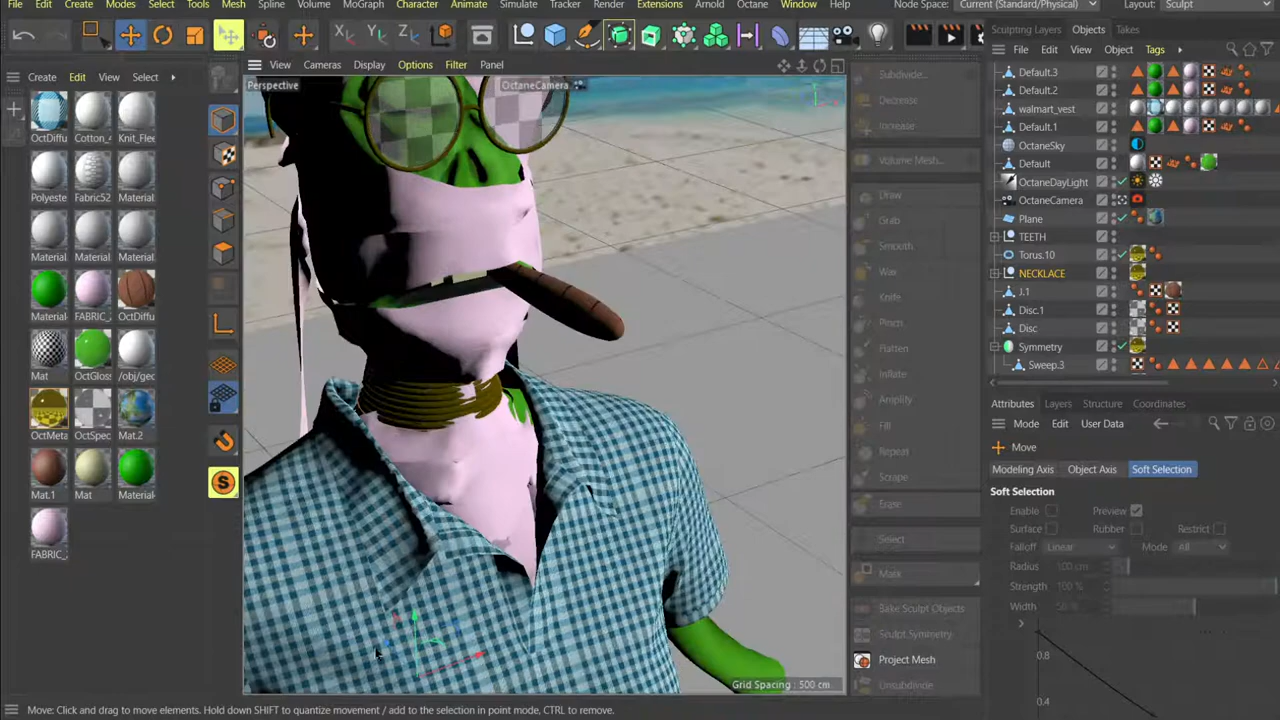 File Edit Create Modes Select Tools Spline Volume MoGraph Character Animate Simulate Tracker Render Extensions Arnold Octane Window Help Node Space: Current (Standard/Physical) Layout: Sculpt
X Y Z
Sculpting Layers Objects Takes
Create Edit View Select
View Cameras Display Options Filter Panel
File Edit View Object Tags
Perspective OctaneCamera
OctDiffu Cotton_4 Knit_Flee
Polyeste Fabric52 Material
Material Material Material
Material FABRIC_ OctDiffu
Mat OctGloss /obj/geo
OctMeta OctSpec Mat.2
Mat.1 Mat Material
FABRIC_
S
Grid Spacing : 500 cm
Subdivide...
Decrease
Increase
Volume Mesh...
Draw
Grab
Smooth
Wax
Knife
Pinch
Flatten
Inflate
Amplify
Fill
Repeat
Scrape
Erase
Select
Mask
Bake Sculpt Objects
Sculpt Symmetry
Project Mesh
Unsubdivide
Default.3
Default.2
walmart_vest
Default.1
OctaneSky
Default
OctaneDayLight
OctaneCamera
Plane
TEETH
Torus.10
NECKLACE
J.1
Disc.1
Disc
Symmetry
Sweep.3
Attributes Layers Structure Coordinates
Mode Edit User Data
Move
Modeling Axis Object Axis Soft Selection
Soft Selection
Enable Preview
Surface Rubber Restrict
Falloff Linear Mode All
Radius 100 cm
Strength 100 %
Width 50 %
0.8
0.4
Move: Click and drag to move elements. Hold down SHIFT to quantize movement / add to the selection in point mode, CTRL to remove.